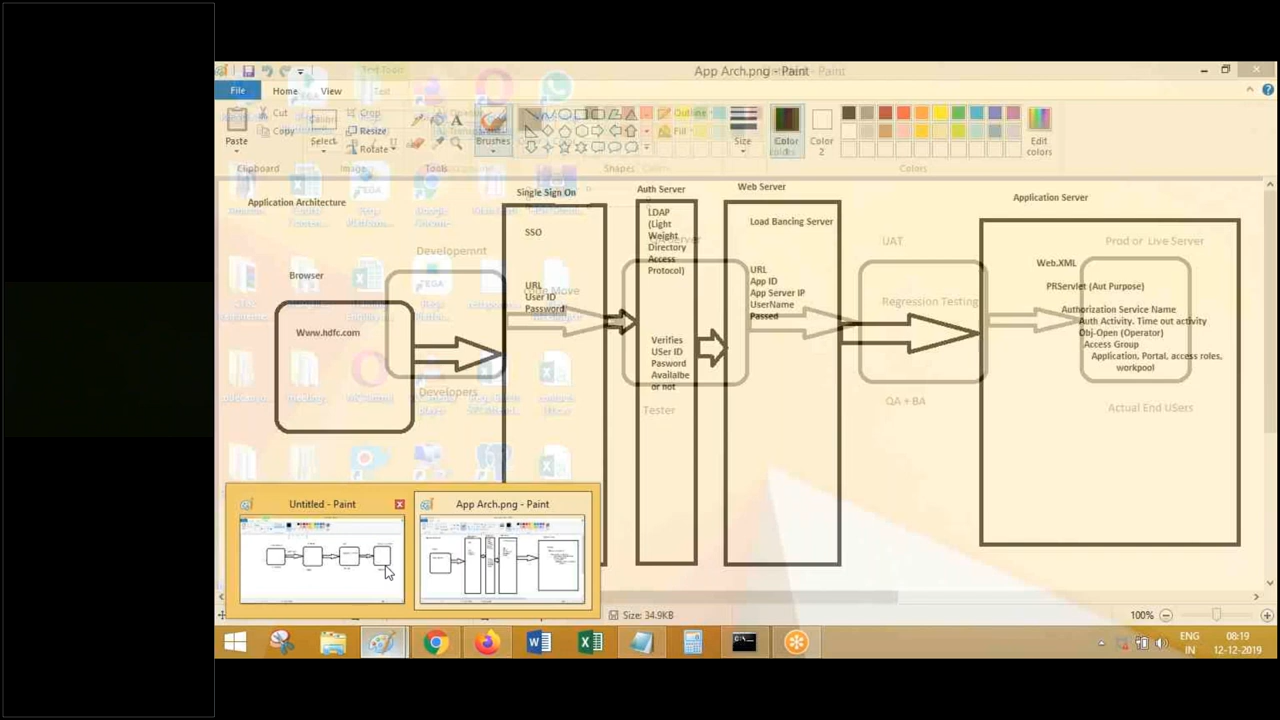 App Arch.png - Paint
File
Home
View
Text
Paste
Cut
Copy
Select
Crop
Resize
Rotate
Brushes
Outline
Fill
Size
Color
Color
2
Edit
colors
Clipboard
Image
Tools
Shapes
Colors
Application Architecture
Single Sign On
Auth Server
Web Server
Application Server
Browser
Www.hdfc.com
SSO
URL
User ID
Password
LDAP
(Light
Weight
Directory
Access
Protocol)
Verifies
USer ID
Pasword
Availalbe
or not
Load Bancing Server
URL
App ID
App Server IP
UserName
Passed
Web.XML
PRServlet (Aut Purpose)
Authorization Service Name
Auth Activity. Time out activity
Obj-Open (Operator)
Access Group
Application, Portal, access roles,
workpool
Developemnt
Developers
Tester
UAT
Regression Testing
QA + BA
Prod or Live Server
Actual End USers
Untitled - Paint
App Arch.png - Paint
Size: 34.9KB
100%
ENG
IN
08:19
12-12-2019